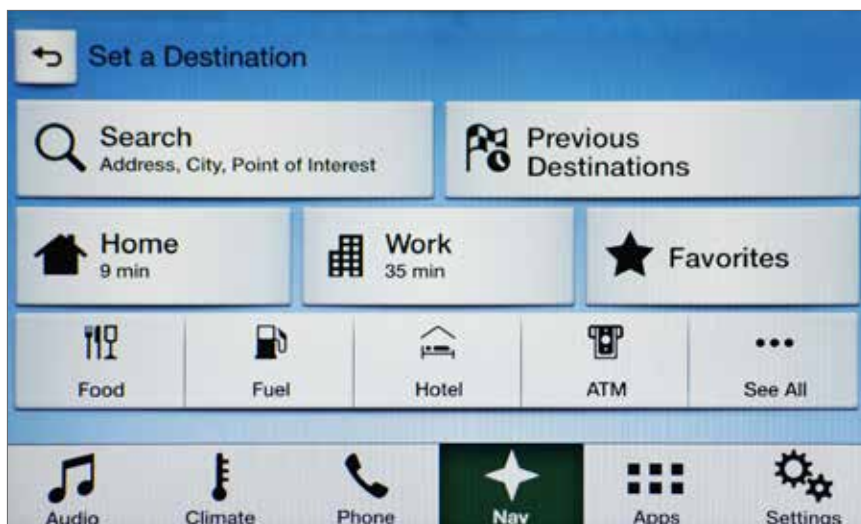 Set a Destination
Search
Address, City, Point of Interest
Previous
Destinations
Home
9 min
Work
35 min
Favorites
Food
Fuel
Hotel
ATM
See All
Audio
Climate
Phone
Nav
Apps
Settings